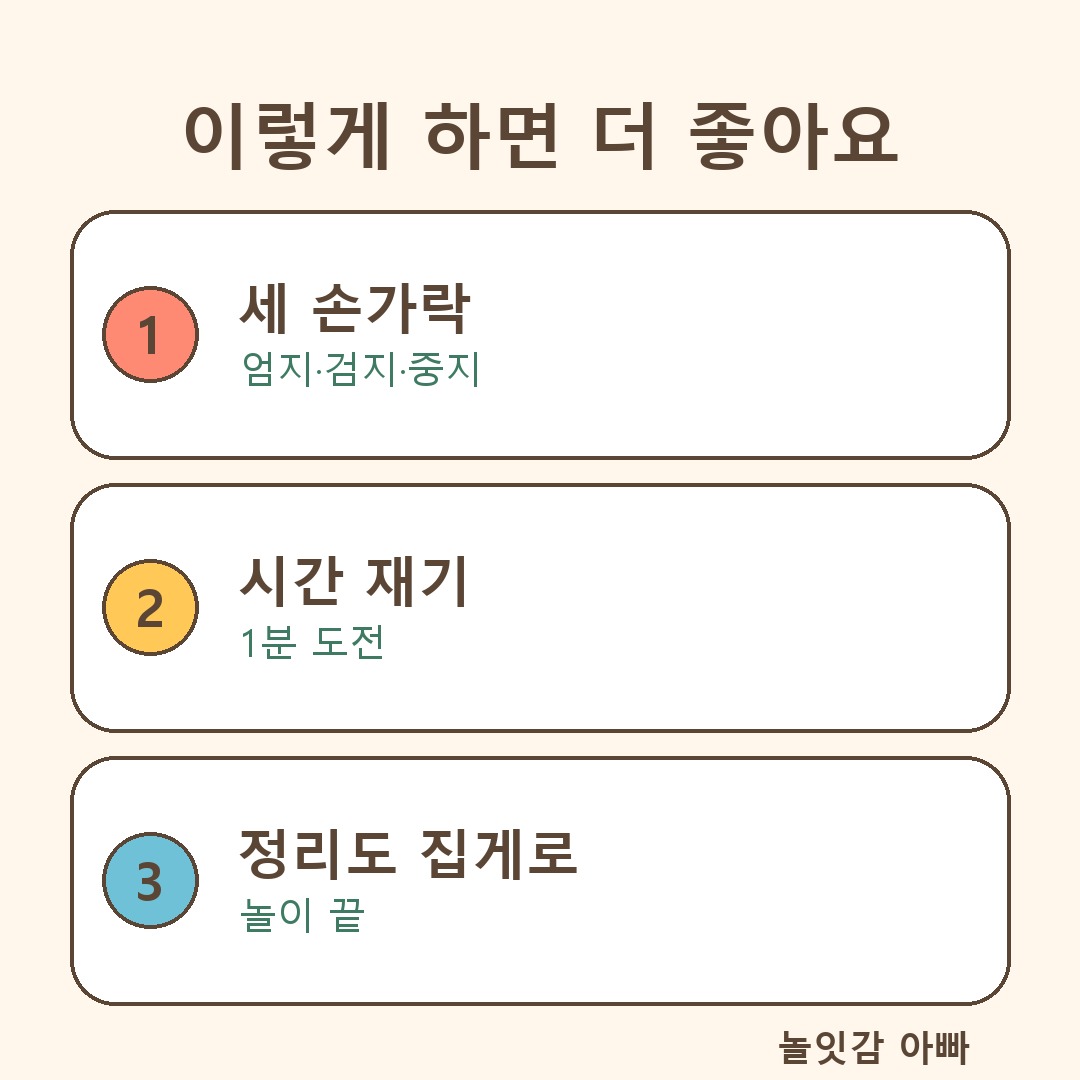 이렇게 하면 더 좋아요
1
세 손가락
엄지·검지·중지
2
시간 재기
1분 도전
3
정리도 집게로
놀이 끝
놀잇감 아빠